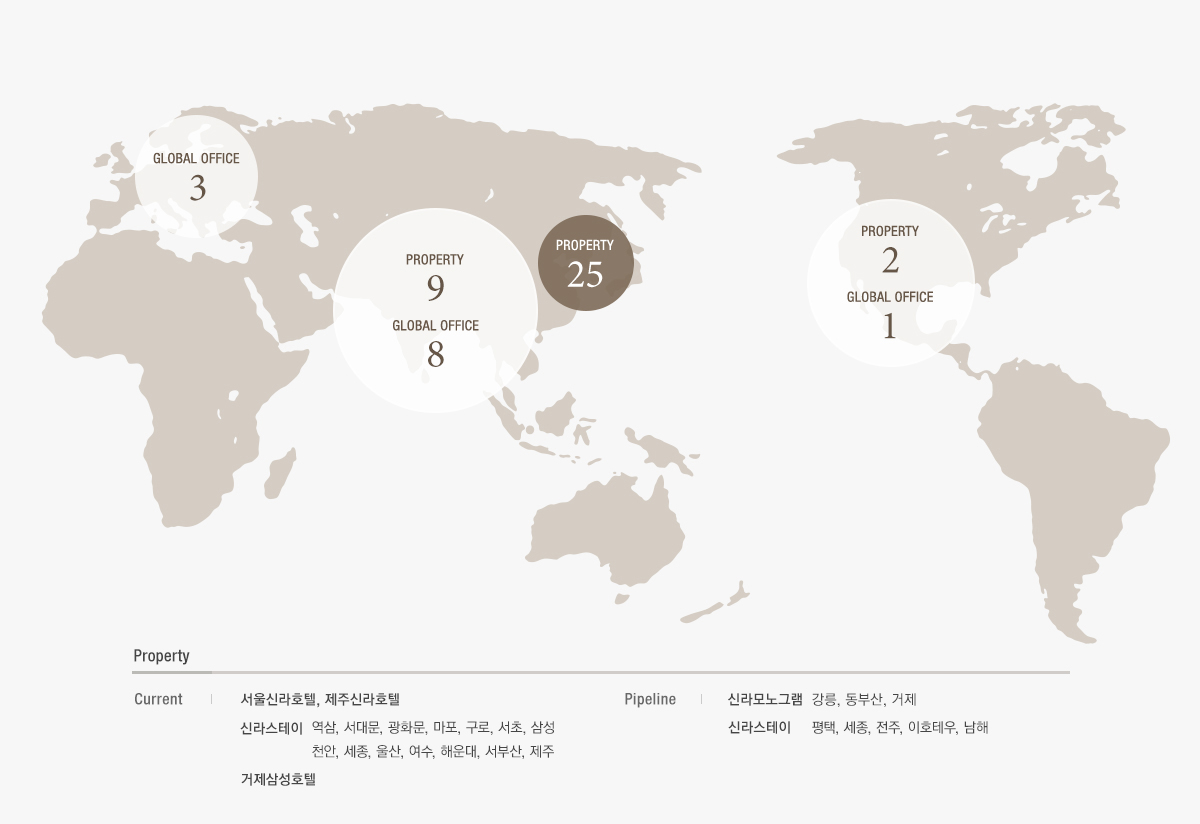 GLOBAL OFFICE
3
PROPERTY
9
GLOBAL OFFICE
8
PROPERTY
25
PROPERTY
2
GLOBAL OFFICE
1
Property
Current
서울신라호텔, 제주신라호텔
신라스테이 역삼, 서대문, 광화문, 마포, 구로, 서초, 삼성
천안, 세종, 울산, 여수, 해운대, 서부산, 제주
거제삼성호텔
Pipeline
신라모노그램 강릉, 동부산, 거제
신라스테이 평택, 세종, 전주, 이호테우, 남해